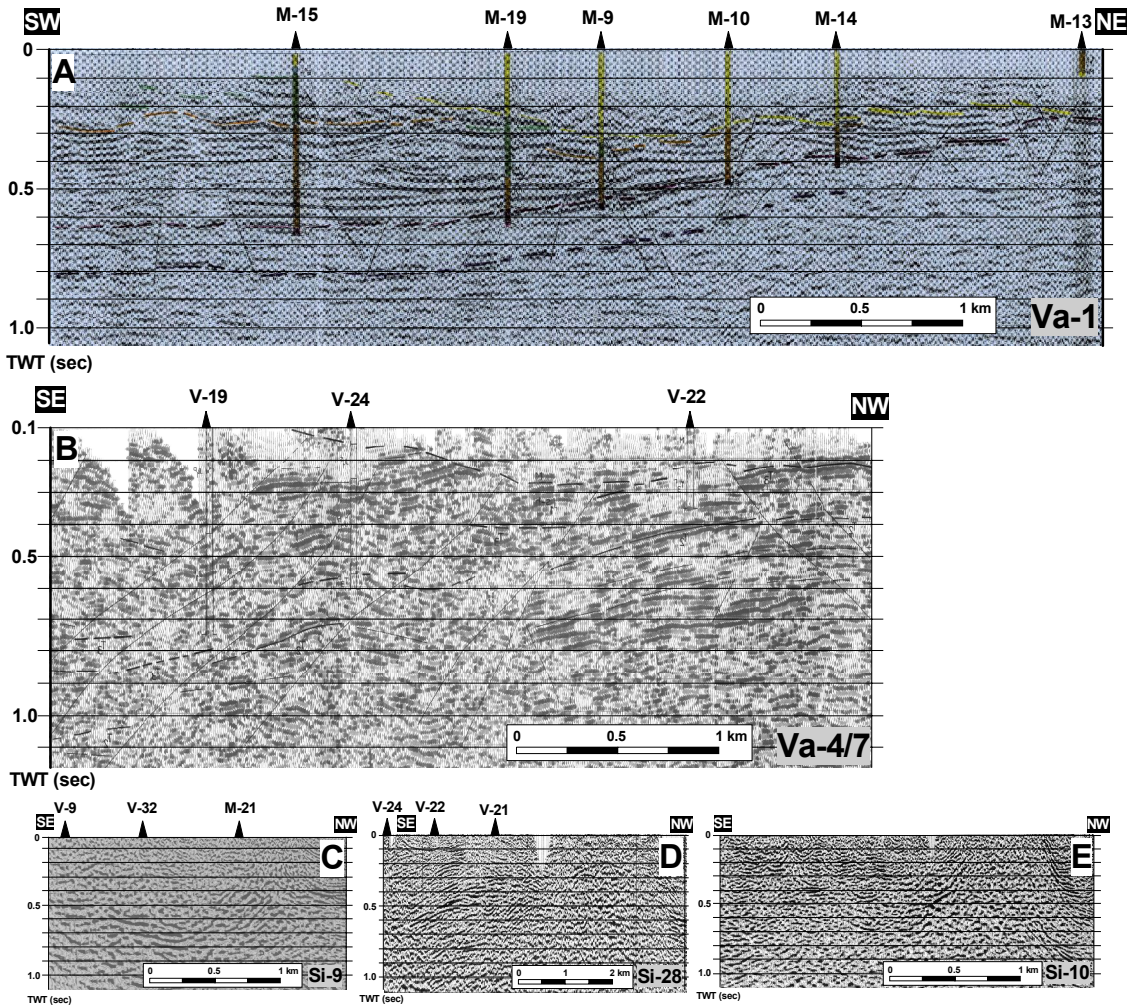 SW M-15 M-19 M-9 M-10 M-14 M-13 NE
0
A
0.5
0 0.5 1 km
1.0
Va-1
TWT (sec)
SE V-19 V-24 V-22 NW
0.1
B
0.5
1.0
0 0.5 1 km
Va-4/7
TWT (sec)
V-9 V-32 M-21
SE NW
0
C
0.5
1.0
0 0.5 1 km
Si-9
TWT (sec)
V-24 V-22 V-21
SE NW
0
D
0.5
1.0
0 1 2 km
Si-28
TWT (sec)
SE NW
0
E
0.5
1.0
0 0.5 1 km
Si-10
TWT (sec)